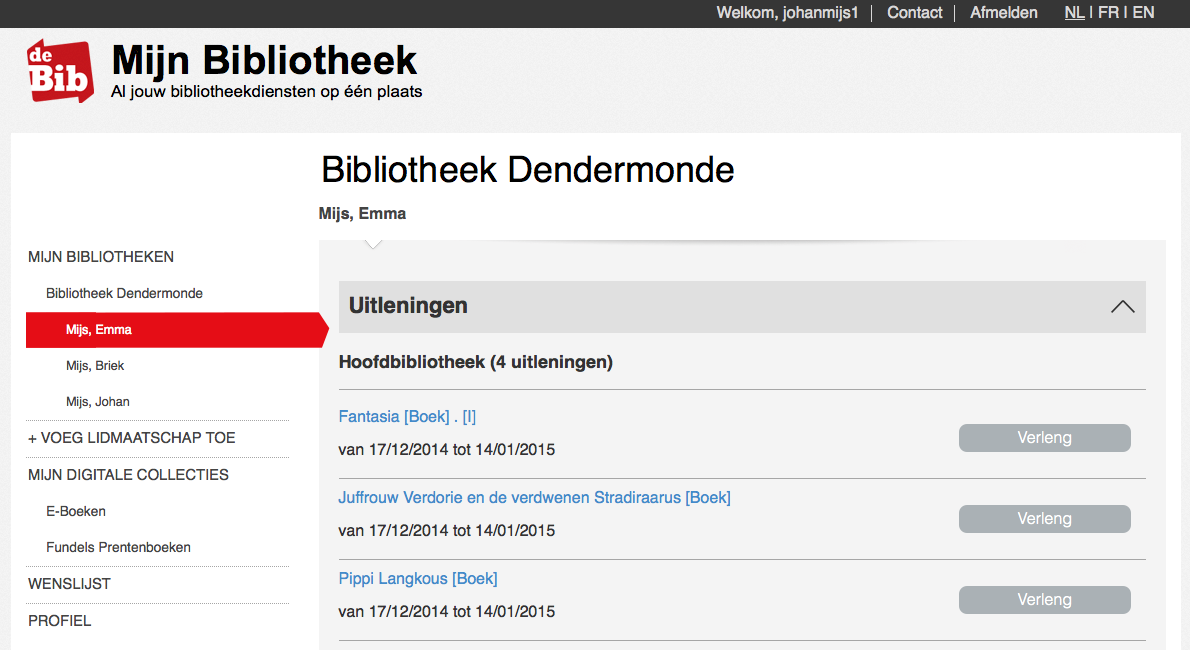 Welkom, johanmijs1 | Contact | Afmelden NL | FR | EN
de
Bib
Mijn Bibliotheek
Al jouw bibliotheekdiensten op één plaats
Bibliotheek Dendermonde
Mijs, Emma
MIJN BIBLIOTHEKEN
Bibliotheek Dendermonde
Mijs, Emma
Mijs, Briek
Mijs, Johan
+ VOEG LIDMAATSCHAP TOE
MIJN DIGITALE COLLECTIES
E-Boeken
Fundels Prentenboeken
WENSLIJST
PROFIEL
Uitleningen
Hoofdbibliotheek (4 uitleningen)
Fantasia [Boek] . [I]
van 17/12/2014 tot 14/01/2015
Verleng
Juffrouw Verdorie en de verdwenen Stradiraarus [Boek]
van 17/12/2014 tot 14/01/2015
Verleng
Pippi Langkous [Boek]
van 17/12/2014 tot 14/01/2015
Verleng